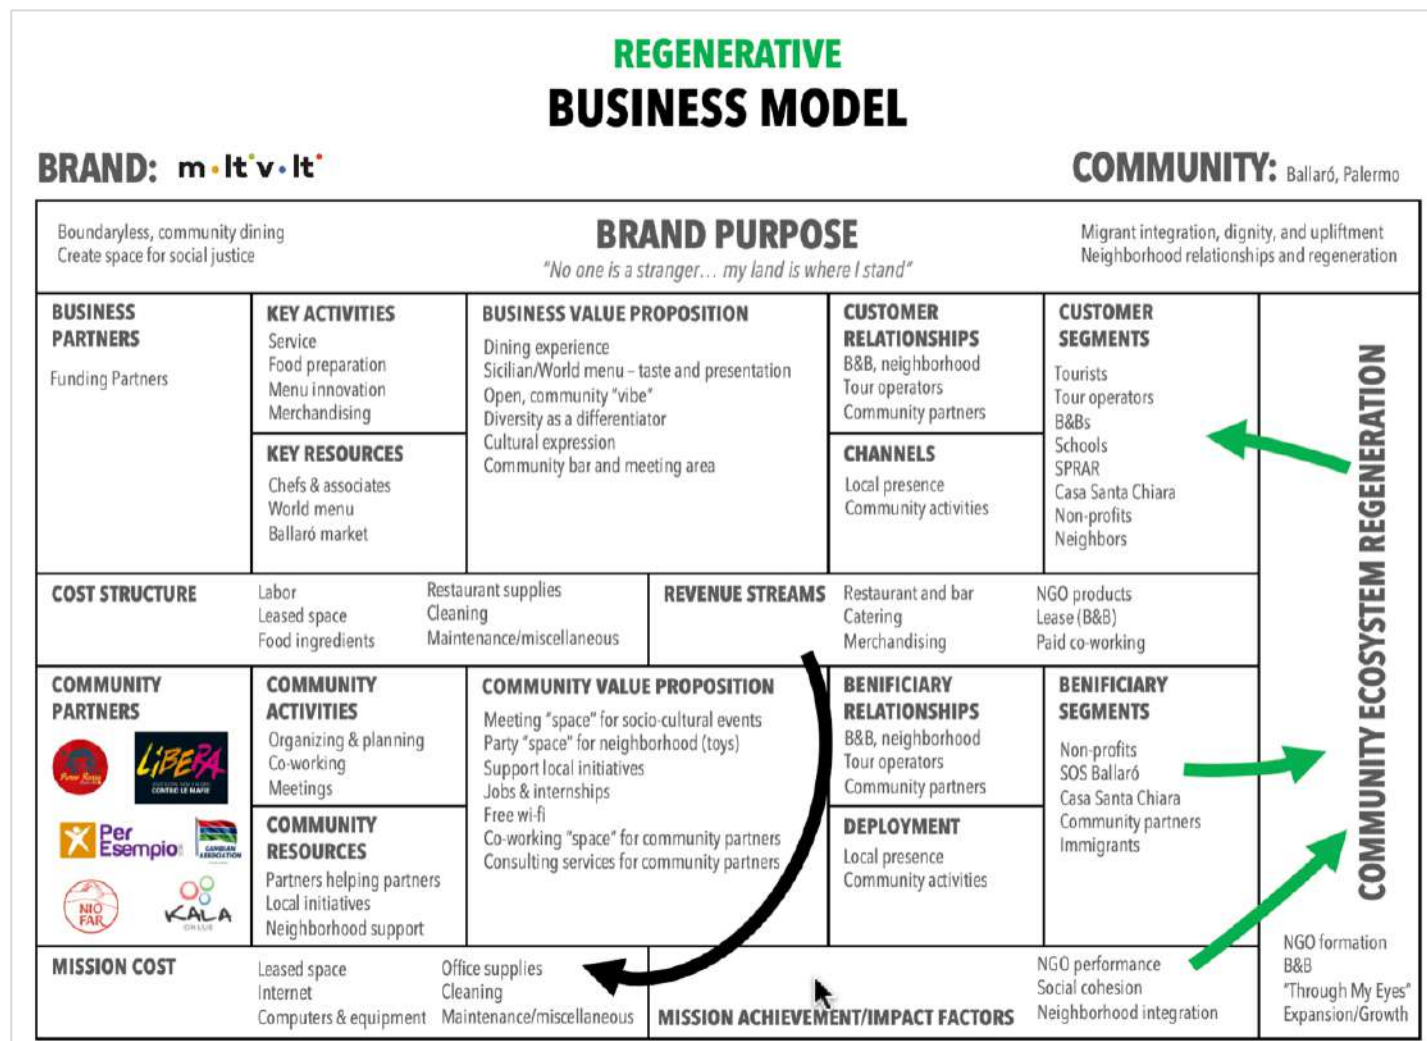 REGENERATIVE
BUSINESS MODEL
BRAND: m•lt•v•lt•
COMMUNITY: Ballaró, Palermo
Boundaryless, community dining
Create space for social justice
BRAND PURPOSE
"No one is a stranger... my land is where I stand"
Migrant integration, dignity, and upliftment
Neighborhood relationships and regeneration
BUSINESS
PARTNERS
Funding Partners
KEY ACTIVITIES
Service
Food preparation
Menu innovation
Merchandising
KEY RESOURCES
Chefs & associates
World menu
Ballaró market
BUSINESS VALUE PROPOSITION
Dining experience
Sicilian/World menu – taste and presentation
Open, community "vibe"
Diversity as a differentiator
Cultural expression
Community bar and meeting area
CUSTOMER
RELATIONSHIPS
B&B, neighborhood
Tour operators
Community partners
CHANNELS
Local presence
Community activities
CUSTOMER
SEGMENTS
Tourists
Tour operators
B&Bs
Schools
SPRAR
Casa Santa Chiara
Non-profits
Neighbors
COST STRUCTURE
Labor
Leased space
Food ingredients
Restaurant supplies
Cleaning
Maintenance/miscellaneous
REVENUE STREAMS
Restaurant and bar
Catering
Merchandising
NGO products
Lease (B&B)
Paid co-working
COMMUNITY
PARTNERS
LiBERA
CONTRO LE MAFIE
Per
Esempio
GAMBIAN
ASSOCIATION
NIO
FAR
KALA
ONLUS
COMMUNITY
ACTIVITIES
Organizing & planning
Co-working
Meetings
COMMUNITY
RESOURCES
Partners helping partners
Local initiatives
Neighborhood support
COMMUNITY VALUE PROPOSITION
Meeting "space" for socio-cultural events
Party "space" for neighborhood (toys)
Support local initiatives
Jobs & internships
Free wi-fi
Co-working "space" for community partners
Consulting services for community partners
BENIFICIARY
RELATIONSHIPS
B&B, neighborhood
Tour operators
Community partners
DEPLOYMENT
Local presence
Community activities
BENIFICIARY
SEGMENTS
Non-profits
SOS Ballaró
Casa Santa Chiara
Community partners
Immigrants
MISSION COST
Leased space
Internet
Computers & equipment
Office supplies
Cleaning
Maintenance/miscellaneous
MISSION ACHIEVEMENT/IMPACT FACTORS
NGO performance
Social cohesion
Neighborhood integration
COMMUNITY ECOSYSTEM REGENERATION
NGO formation
B&B
"Through My Eyes"
Expansion/Growth